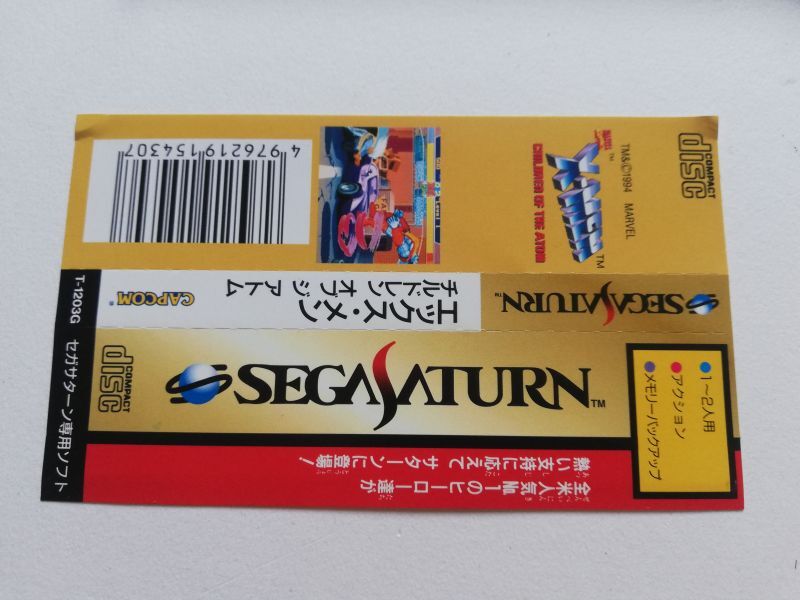 COMPACT
disc
TM&©1994 MARVEL
MARVEL
X-MEN
TM
CHILDREN OF THE ATOM
4 976219 154307
SEGA SATURN
TM
エックス・メン
チルドレン オブ ジ アトム
CAPCOM
T-1203G
セガサターン専用ソフト
COMPACT
disc
SEGA SATURN
TM
1〜2人用
アクション
メモリーバックアップ
全米人気No.1のヒーロー達が
熱い支持に応えて サターンに登場!